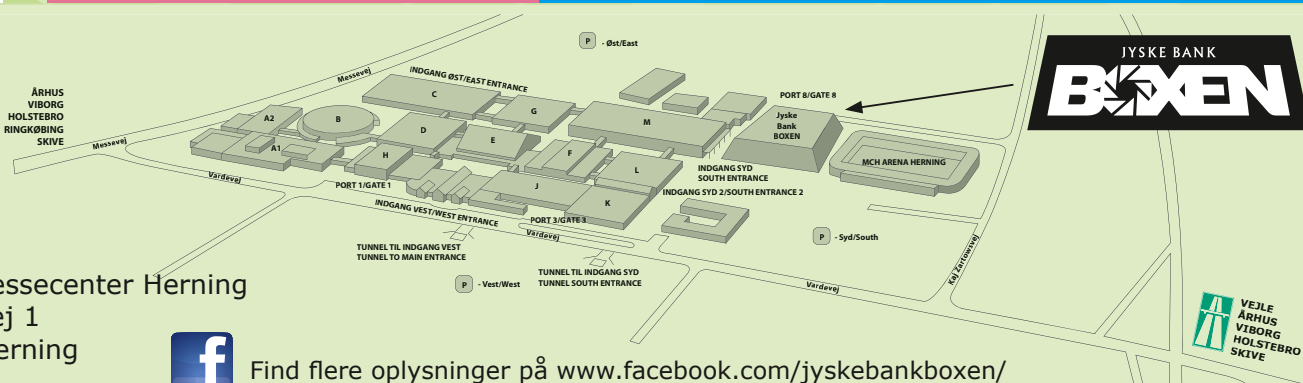 P - Øst/East
JYSKE BANK
BOXEN
Messevej
INDGANG ØST/EAST ENTRANCE
PORT 8/GATE 8
ÅRHUS
VIBORG
HOLSTEBRO
RINGKØBING
SKIVE
C
G
A2
B
M
Jyske
Bank
BOXEN
D
E
Messevej
A1
H
F
L
MCH ARENA HERNING
INDGANG SYD
SOUTH ENTRANCE
Vardevej
PORT 1/GATE 1
J
K
INDGANG SYD 2/SOUTH ENTRANCE 2
INDGANG VEST/WEST ENTRANCE
PORT 3/GATE 3
Vardevej
P - Syd/South
TUNNEL TIL INDGANG VEST
TUNNEL TO MAIN ENTRANCE
Kaj Zartowsvej
TUNNEL TIL INDGANG SYD
TUNNEL SOUTH ENTRANCE
P - Vest/West
Vardevej
essecenter Herning
ej 1
erning
VEJLE
ÅRHUS
VIBORG
HOLSTEBRO
SKIVE
f
Find flere oplysninger på www.facebook.com/jyskebankboxen/